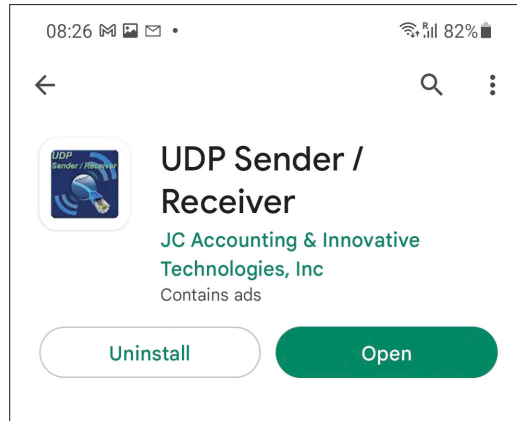 08:26
R
82%
UDP
Sender / Receiver
UDP Sender /
Receiver
JC Accounting & Innovative
Technologies, Inc
Contains ads
Uninstall
Open